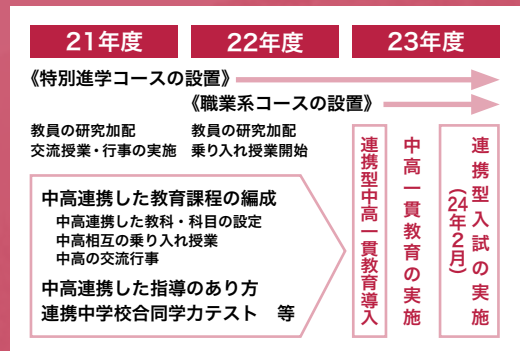 21年度
22年度
23年度
《特別進学コースの設置》
《職業系コースの設置》
教員の研究加配
交流授業・行事の実施
教員の研究加配
乗り入れ授業開始
中高連携した教育課程の編成
中高連携した教科・科目の設定
中高相互の乗り入れ授業
中高の交流行事
中高連携した指導のあり方
連携中学校合同学力テスト 等
連携型中高一貫教育導入
中高一貫教育の実施
連携型入試の実施
（24年2月）